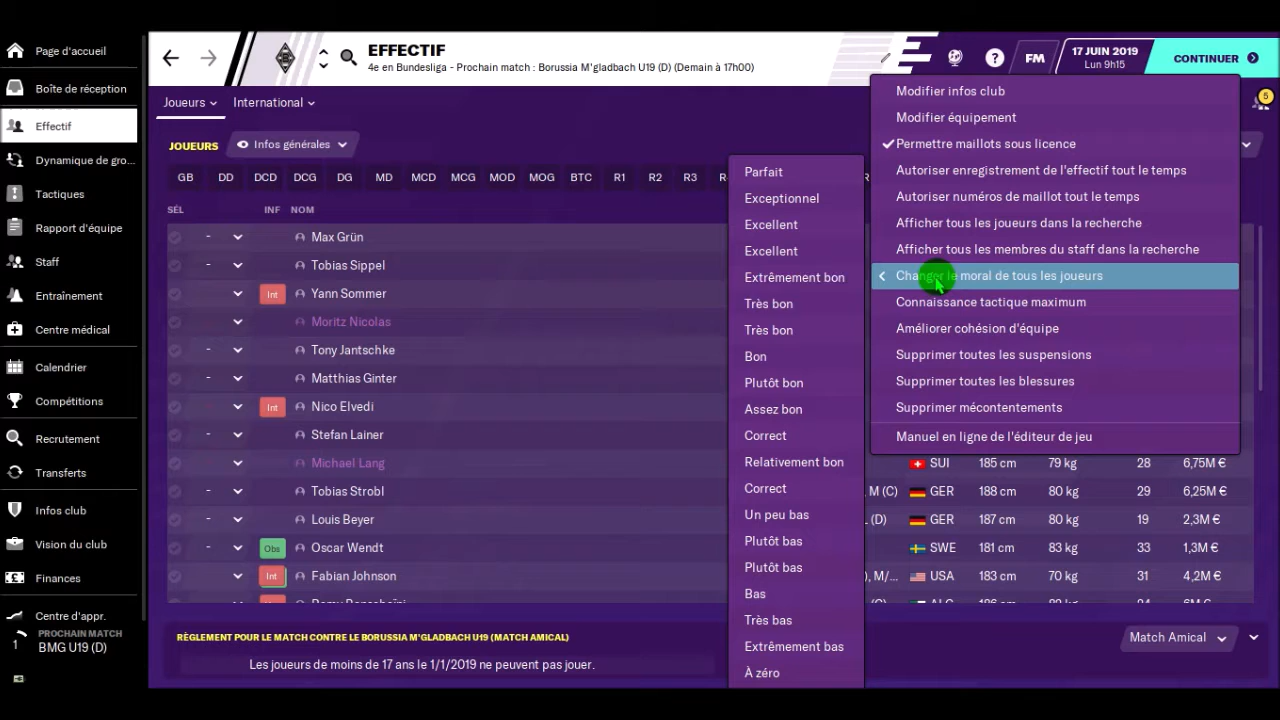 Page d'accueil
Boîte de réception
Effectif
Dynamique de gro...
Tactiques
Rapport d'équipe
Staff
Entraînement
Centre médical
Calendrier
Compétitions
Recrutement
Transferts
Infos club
Vision du club
Finances
Centre d'appr.
1
PROCHAIN MATCH
BMG U19 (D)
EFFECTIF
4e en Bundesliga - Prochain match : Borussia M'gladbach U19 (D) (Demain à 17h00)
?
FM
17 JUIN 2019
Lun 9h15
CONTINUER
5
Joueurs International
JOUEURS Infos générales
GB DD DCD DCG DG MD MCD MCG MOD MOG BTC R1 R2 R3
SÉL INF NOM
- Max Grün
- Tobias Sippel
- Int Yann Sommer
- Moritz Nicolas
- Tony Jantschke
- Matthias Ginter
- Int Nico Elvedi
- Stefan Lainer
- Michael Lang SUI 185 cm 79 kg 28 6,75M €
- Tobias Strobl M (C) GER 188 cm 80 kg 29 6,25M €
- Louis Beyer (D) GER 187 cm 80 kg 19 2,3M €
- Obs Oscar Wendt SWE 181 cm 83 kg 33 1,3M €
- Int Fabian Johnson ), M/... USA 183 cm 70 kg 31 4,2M €
Parfait
Exceptionnel
Excellent
Excellent
Extrêmement bon
Très bon
Très bon
Bon
Plutôt bon
Assez bon
Correct
Relativement bon
Correct
Un peu bas
Plutôt bas
Plutôt bas
Bas
Très bas
Extrêmement bas
À zéro
Modifier infos club
Modifier équipement
Permettre maillots sous licence
Autoriser enregistrement de l'effectif tout le temps
Autoriser numéros de maillot tout le temps
Afficher tous les joueurs dans la recherche
Afficher tous les membres du staff dans la recherche
Changer le moral de tous les joueurs
Connaissance tactique maximum
Améliorer cohésion d'équipe
Supprimer toutes les suspensions
Supprimer toutes les blessures
Supprimer mécontentements
Manuel en ligne de l'éditeur de jeu
RÈGLEMENT POUR LE MATCH CONTRE LE BORUSSIA M'GLADBACH U19 (MATCH AMICAL)
Les joueurs de moins de 17 ans le 1/1/2019 ne peuvent pas jouer.
Match Amical